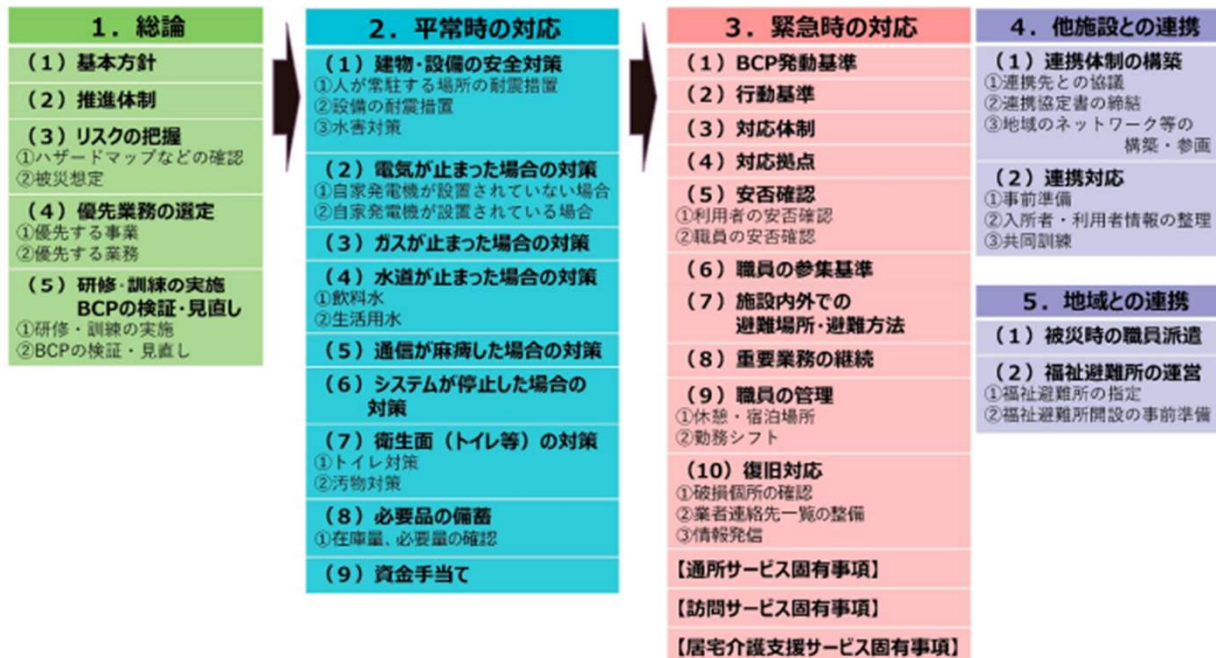 1．総論
（1）基本方針
（2）推進体制
（3）リスクの把握
①ハザードマップなどの確認
②被災想定
（4）優先業務の選定
①優先する事業
②優先する業務
（5）研修・訓練の実施
BCPの検証・見直し
①研修・訓練の実施
②BCPの検証・見直し
2．平常時の対応
（1）建物・設備の安全対策
①人が常駐する場所の耐震措置
②設備の耐震措置
③水害対策
（2）電気が止まった場合の対策
①自家発電機が設置されていない場合
②自家発電機が設置されている場合
（3）ガスが止まった場合の対策
（4）水道が止まった場合の対策
①飲料水
②生活用水
（5）通信が麻痺した場合の対策
（6）システムが停止した場合の
対策
（7）衛生面（トイレ等）の対策
①トイレ対策
②汚物対策
（8）必要品の備蓄
①在庫量、必要量の確認
（9）資金手当て
3．緊急時の対応
（1）BCP発動基準
（2）行動基準
（3）対応体制
（4）対応拠点
（5）安否確認
①利用者の安否確認
②職員の安否確認
（6）職員の参集基準
（7）施設内外での
避難場所・避難方法
（8）重要業務の継続
（9）職員の管理
①休憩・宿泊場所
②勤務シフト
（10）復旧対応
①破損個所の確認
②業者連絡先一覧の整備
③情報発信
【通所サービス固有事項】
【訪問サービス固有事項】
【居宅介護支援サービス固有事項】
4．他施設との連携
（1）連携体制の構築
①連携先との協議
②連携協定書の締結
③地域のネットワーク等の
構築・参画
（2）連携対応
①事前準備
②入所者・利用者情報の整理
③共同訓練
5．地域との連携
（1）被災時の職員派遣
（2）福祉避難所の運営
①福祉避難所の指定
②福祉避難所開設の事前準備